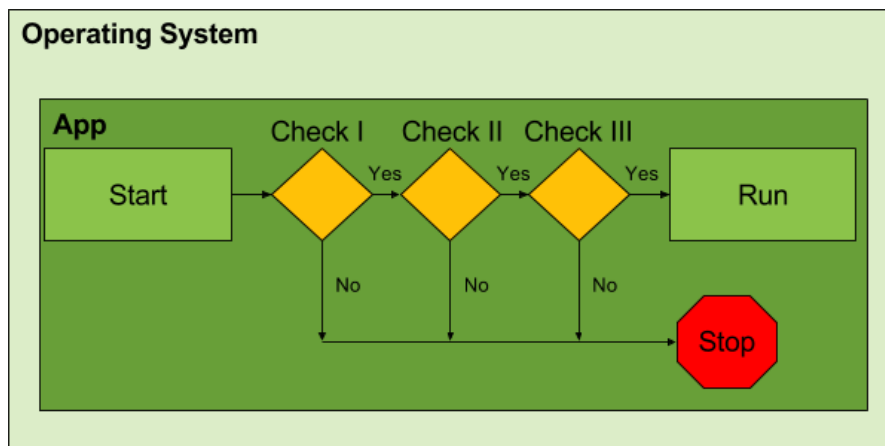 Operating System
App
Check I
Check II
Check III
Start
Yes
Yes
Yes
Run
No
No
No
Stop